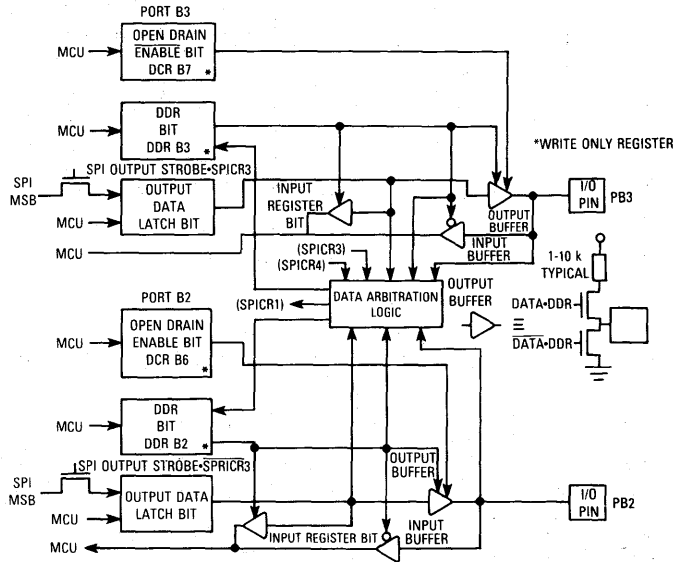 PORT B3
OPEN DRAIN
ENABLE BIT
DCR B7
*
MCU
DDR
BIT
DDR B3
*
MCU
*WRITE ONLY REGISTER
SPI OUTPUT STROBE•SPICR3
SPI
MSB
OUTPUT
DATA
LATCH BIT
MCU
MCU
INPUT
REGISTER
BIT
OUTPUT
BUFFER
INPUT
BUFFER
I/O
PIN
PB3
(SPICR3)
(SPICR4)
(SPICR1)
DATA ARBITRATION
LOGIC
OUTPUT
BUFFER
1-10 k
TYPICAL
DATA•DDR
DATA•DDR
PORT B2
OPEN DRAIN
ENABLE BIT
DCR B6
*
MCU
DDR
BIT
DDR B2
*
MCU
SPI OUTPUT STROBE•SPRICR3
SPI
MSB
OUTPUT DATA
LATCH BIT
MCU
MCU
OUTPUT
BUFFER
INPUT REGISTER BIT
INPUT
BUFFER
I/O
PIN
PB2